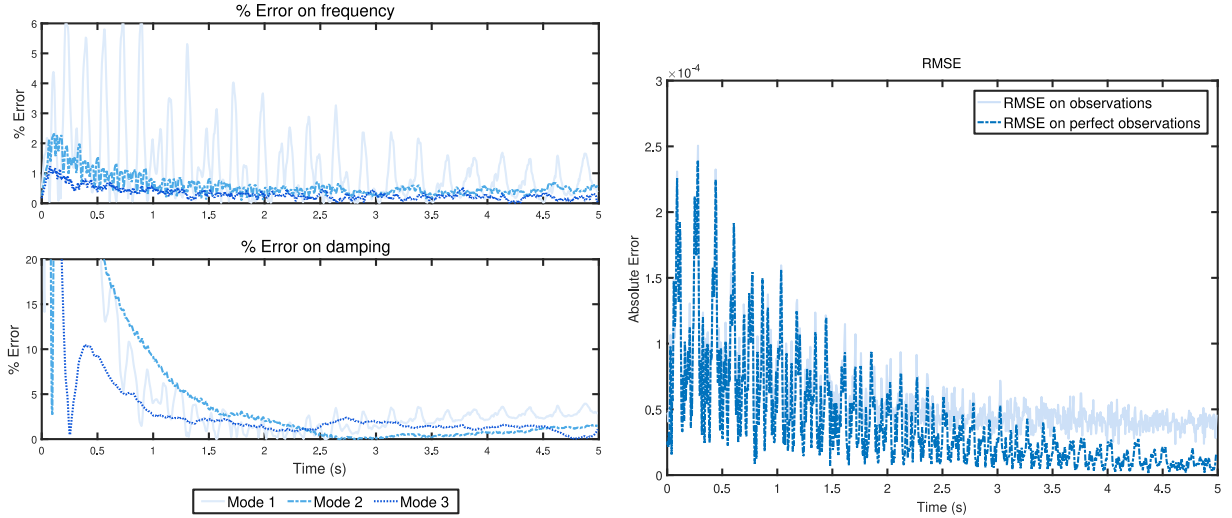 % Error on frequency
% Error
6
5
4
3
2
1
0
0 0.5 1 1.5 2 2.5 3 3.5 4 4.5 5
% Error on damping
% Error
20
15
10
5
0
0 0.5 1 1.5 2 2.5 3 3.5 4 4.5 5
Time (s)
Mode 1 Mode 2 Mode 3
RMSE
×10⁻⁴
Absolute Error
3
2.5
2
1.5
1
0.5
0
0 0.5 1 1.5 2 2.5 3 3.5 4 4.5 5
Time (s)
RMSE on observations
RMSE on perfect observations